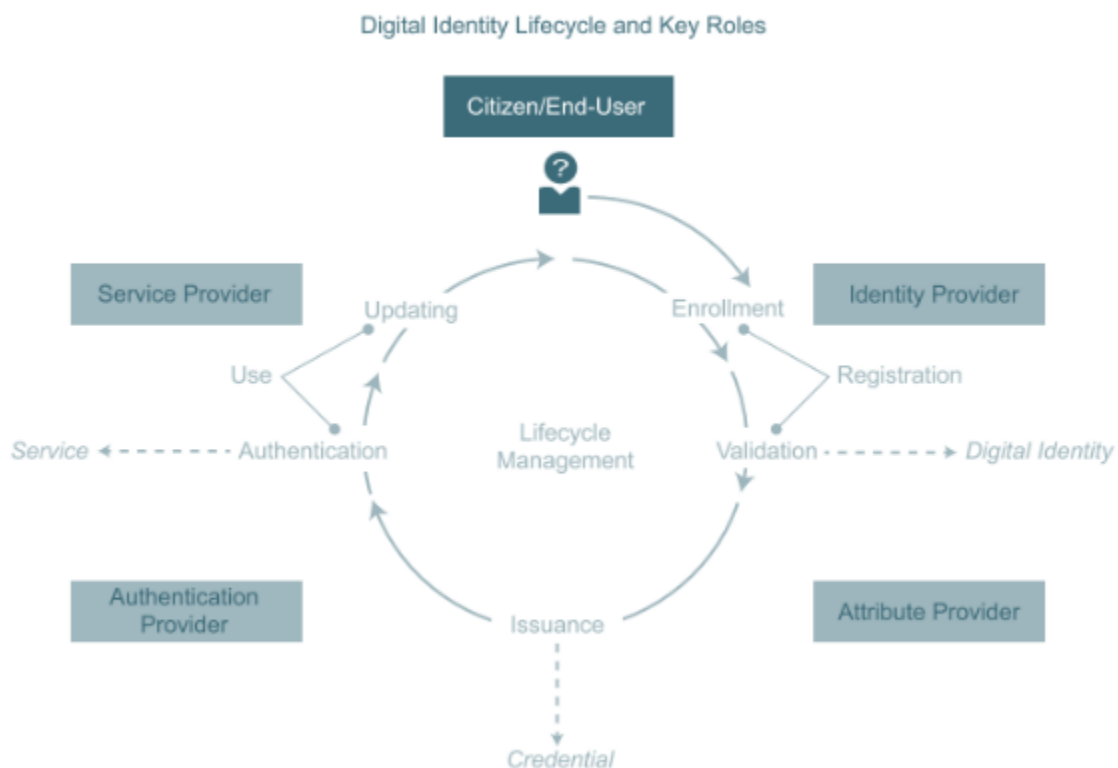 Digital Identity Lifecycle and Key Roles
Citizen/End-User
?
Service Provider
Identity Provider
Updating
Enrollment
Use
Registration
Service
Authentication
Lifecycle
Management
Validation
Digital Identity
Authentication
Provider
Attribute Provider
Issuance
Credential